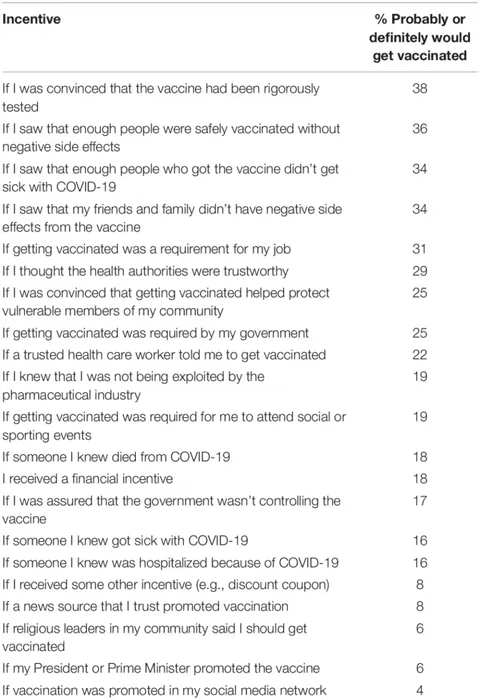 Incentive
% Probably or
definitely would
get vaccinated
If I was convinced that the vaccine had been rigorously
tested
38
If I saw that enough people were safely vaccinated without
negative side effects
36
If I saw that enough people who got the vaccine didn't get
sick with COVID-19
34
If I saw that my friends and family didn't have negative side
effects from the vaccine
34
If getting vaccinated was a requirement for my job 31
If I thought the health authorities were trustworthy 29
If I was convinced that getting vaccinated helped protect
vulnerable members of my community
25
If getting vaccinated was required by my government 25
If a trusted health care worker told me to get vaccinated 22
If I knew that I was not being exploited by the
pharmaceutical industry
19
If getting vaccinated was required for me to attend social or
sporting events
19
If someone I knew died from COVID-19 18
I received a financial incentive 18
If I was assured that the government wasn't controlling the
vaccine
17
If someone I knew got sick with COVID-19 16
If someone I knew was hospitalized because of COVID-19 16
If I received some other incentive (e.g., discount coupon) 8
If a news source that I trust promoted vaccination 8
If religious leaders in my community said I should get
vaccinated
6
If my President or Prime Minister promoted the vaccine 6
If vaccination was promoted in my social media network 4